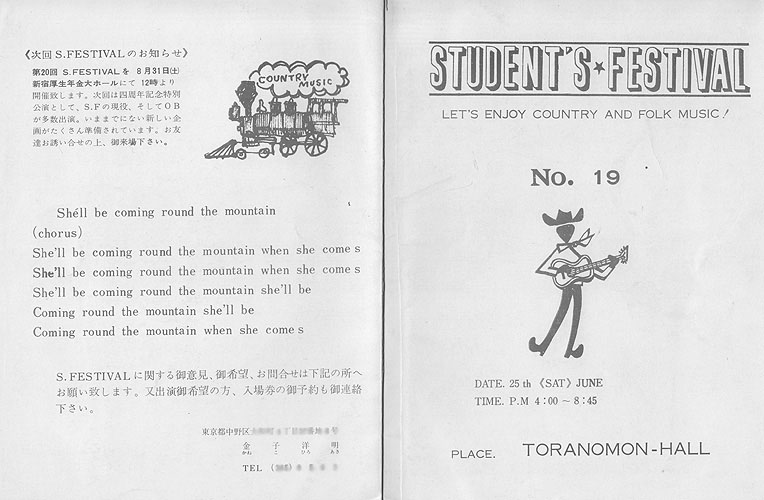 《次回 S.FESTIVALのお知らせ》
第20回 S.FESTIVALを 8月31日(土)
新宿厚生年金大ホールにて 12時より
開催致します。次回は四周年記念特別
公演として、S.Fの現役、そしてOB
が多数出演。いままでにない新しい企
画がたくさん準備されています。お友
達お誘い合せの上、御来場下さい。
COUNTRY
MUSIC
She'll be coming round the mountain
(chorus)
She'll be coming round the mountain when she comes
She'll be coming round the mountain when she comes
She'll be coming round the mountain she'll be
Coming round the mountain she'll be
Coming round the mountain when she comes
S.FESTIVALに関する御意見、御希望、お問合せは下記の所へ
お願い致します。又出演御希望の方、入場券の御予約も御連絡
下さい。
東京都中野区
金子洋明
かねこひろあき
TEL
STUDENT'S★FESTIVAL
LET'S ENJOY COUNTRY AND FOLK MUSIC!
No. 19
DATE. 25th 《SAT》 JUNE
TIME. P.M 4:00 ~ 8:45
PLACE. TORANOMON-HALL